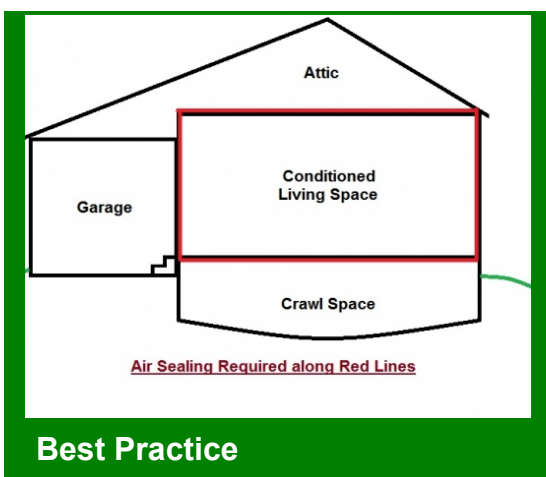 Attic
Conditioned
Living Space
Garage
Crawl Space
Air Sealing Required along Red Lines
Best Practice